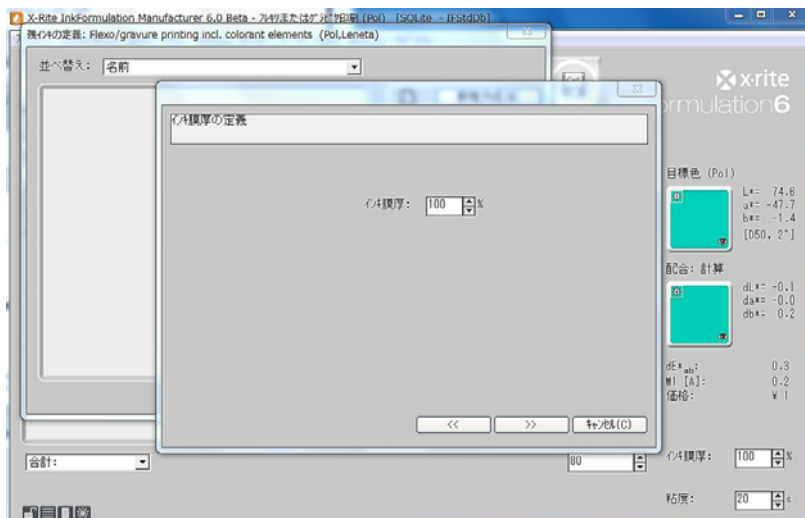 X-Rite InkFormulation Manufacturer 6.0 Beta - ﾌﾚｷｿまたはｸﾞﾗﾋﾞｱ印刷 (Pol) [SQLite - IFStdDb]
残ｲﾝｷの定義: Flexo/gravure printing incl. colorant elements (Pol,Leneta)
並べ替え: 名前
x·rite
ormulation6
ｲﾝｷ膜厚の定義
ｲﾝｷ膜厚: 100 %
目標色 (Pol)
L*= 74.6
a*= -47.7
b*= -1.4
[D50, 2°]
配合: 計算
dL*= -0.1
da*= -0.0
db*= 0.2
dE*ab: 0.3
M1 [A]: 0.2
価格: ¥ 1
<< >> ｷｬﾝｾﾙ(C)
合計: 80 ｲﾝｷ膜厚: 100 %
粘度: 20 s